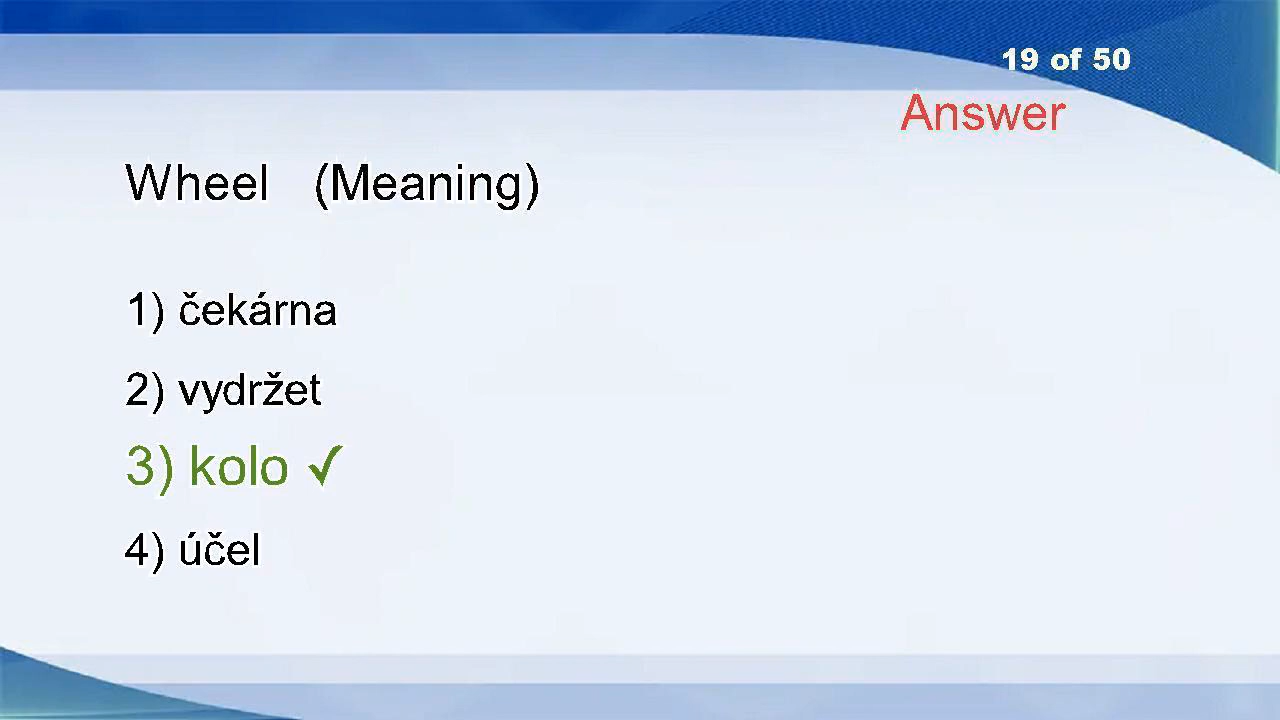 19 of 50
Answer
Wheel (Meaning)
1) čekárna
2) vydržet
3) kolo ✓
4) účel